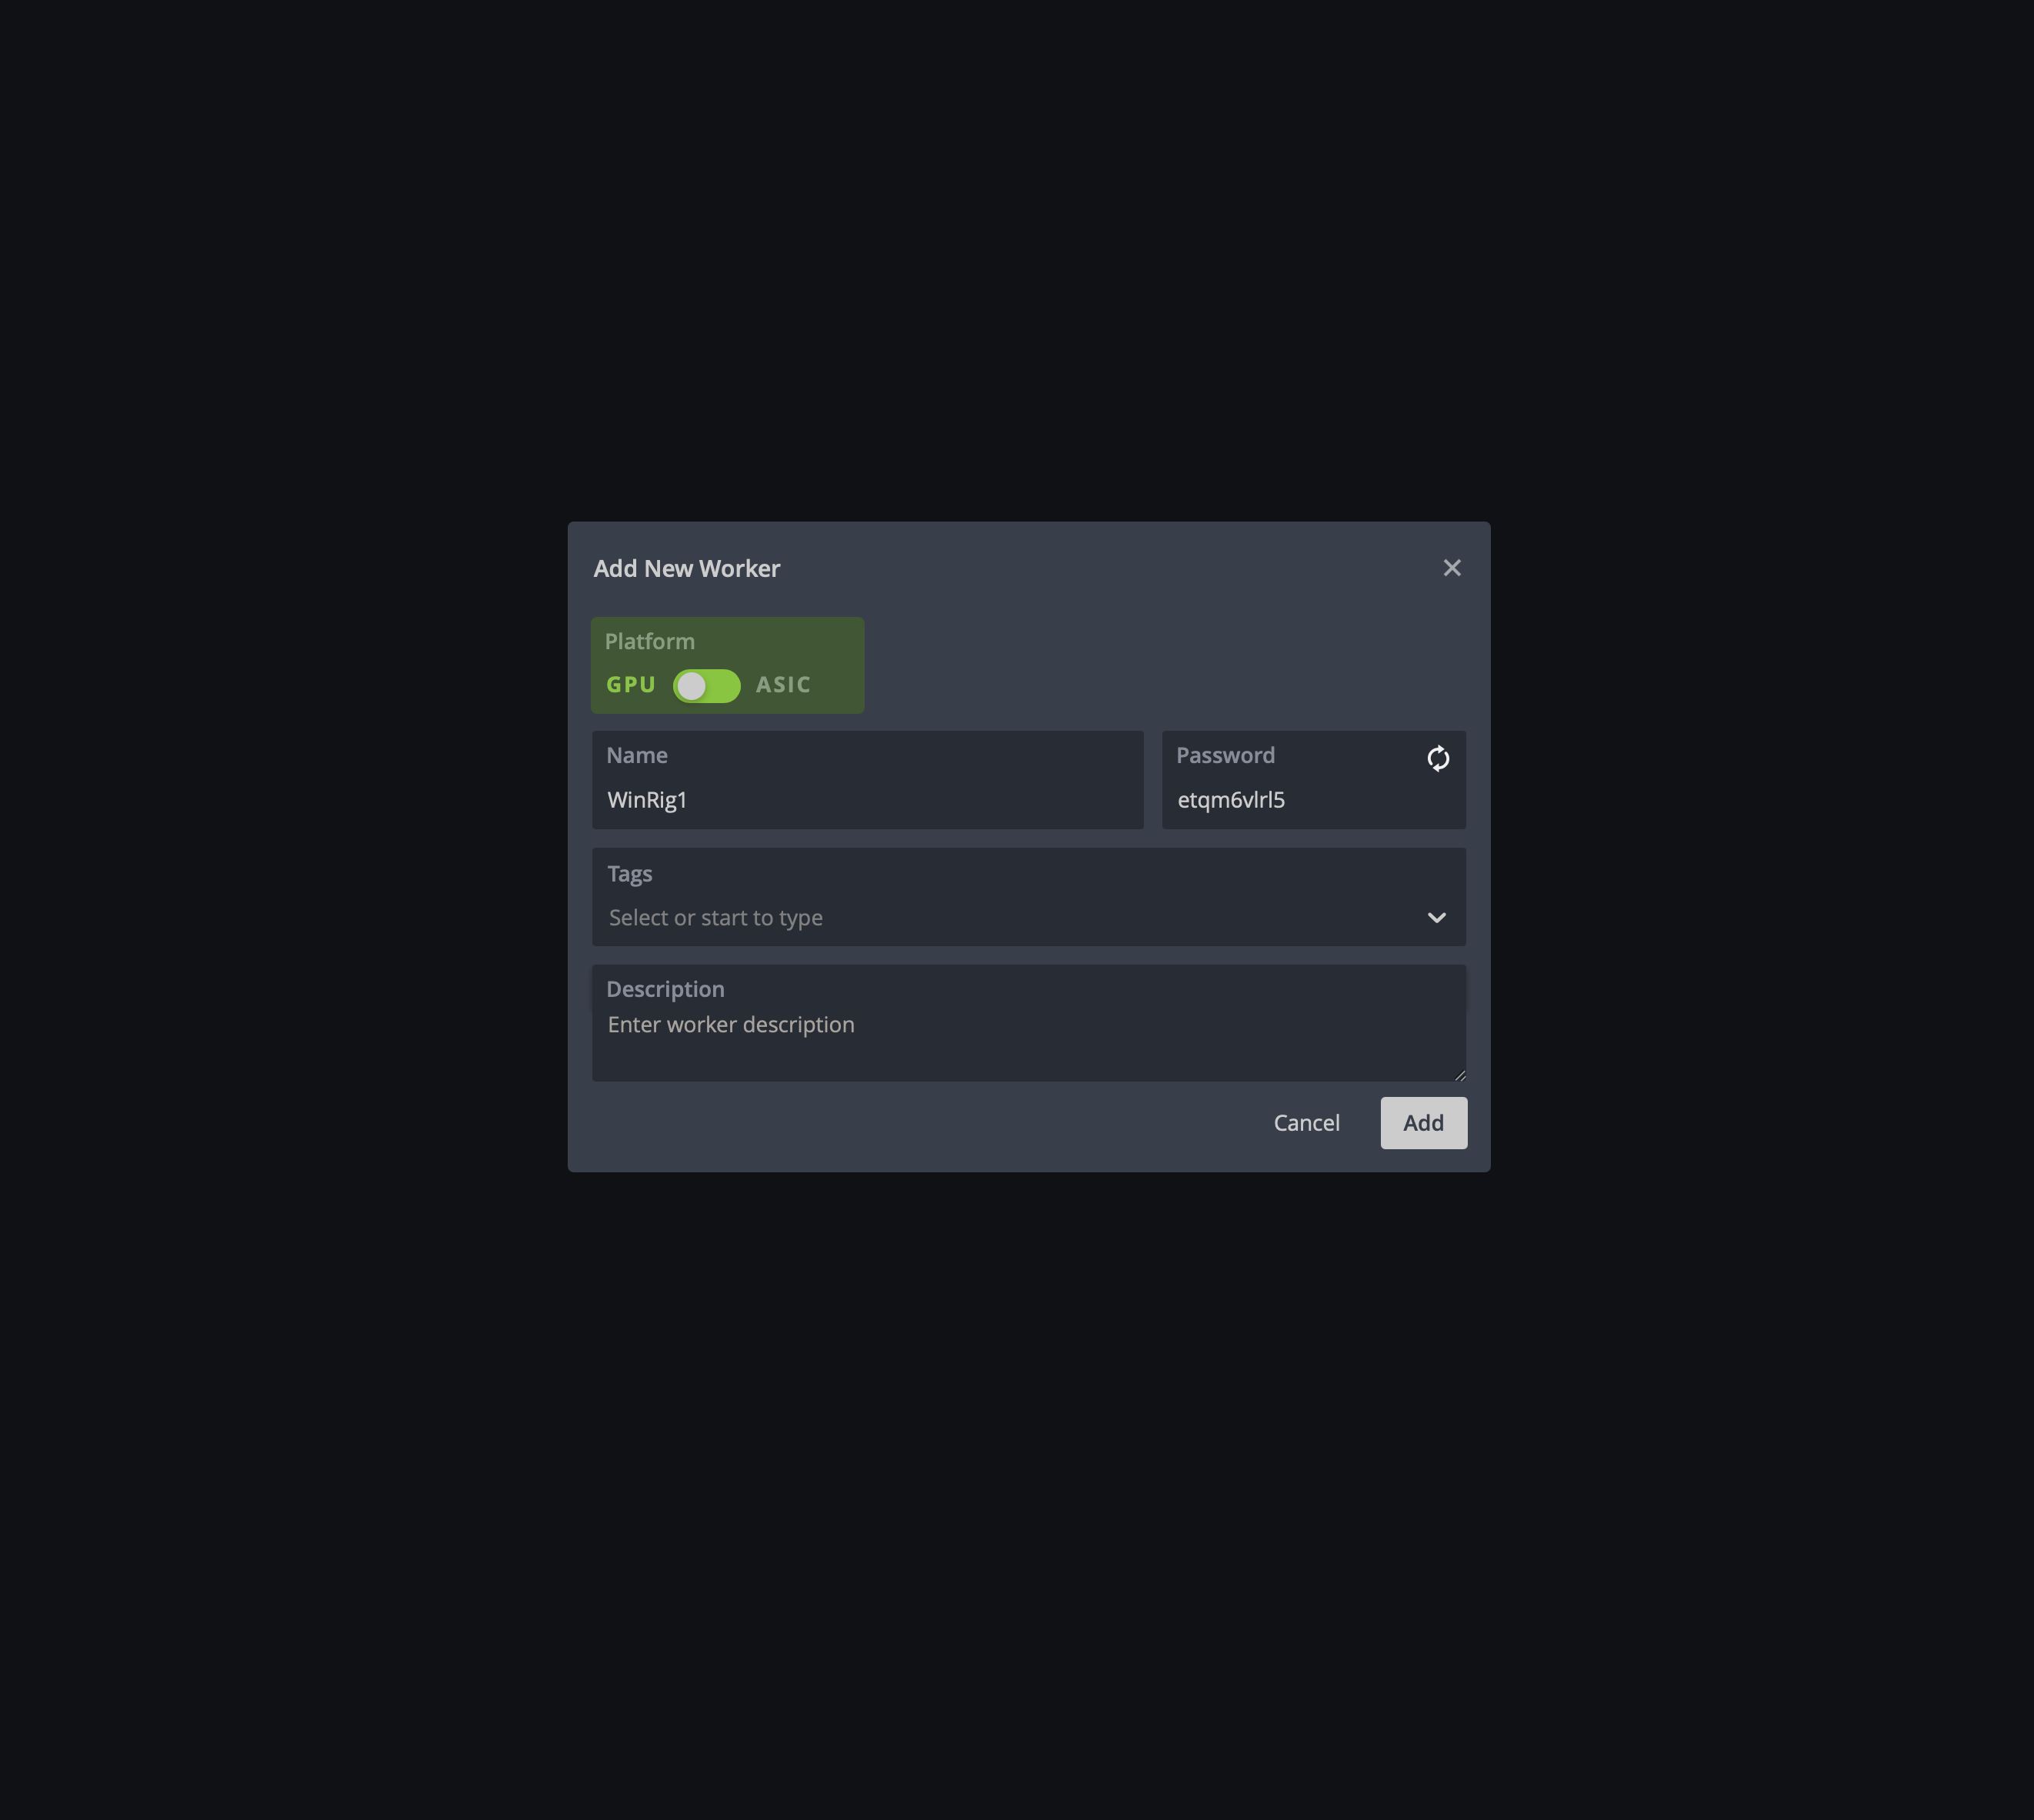 Add New Worker
Platform
GPU ASIC
Name
WinRig1
Password
etqm6vlrl5
Tags
Select or start to type
Description
Enter worker description
Cancel Add